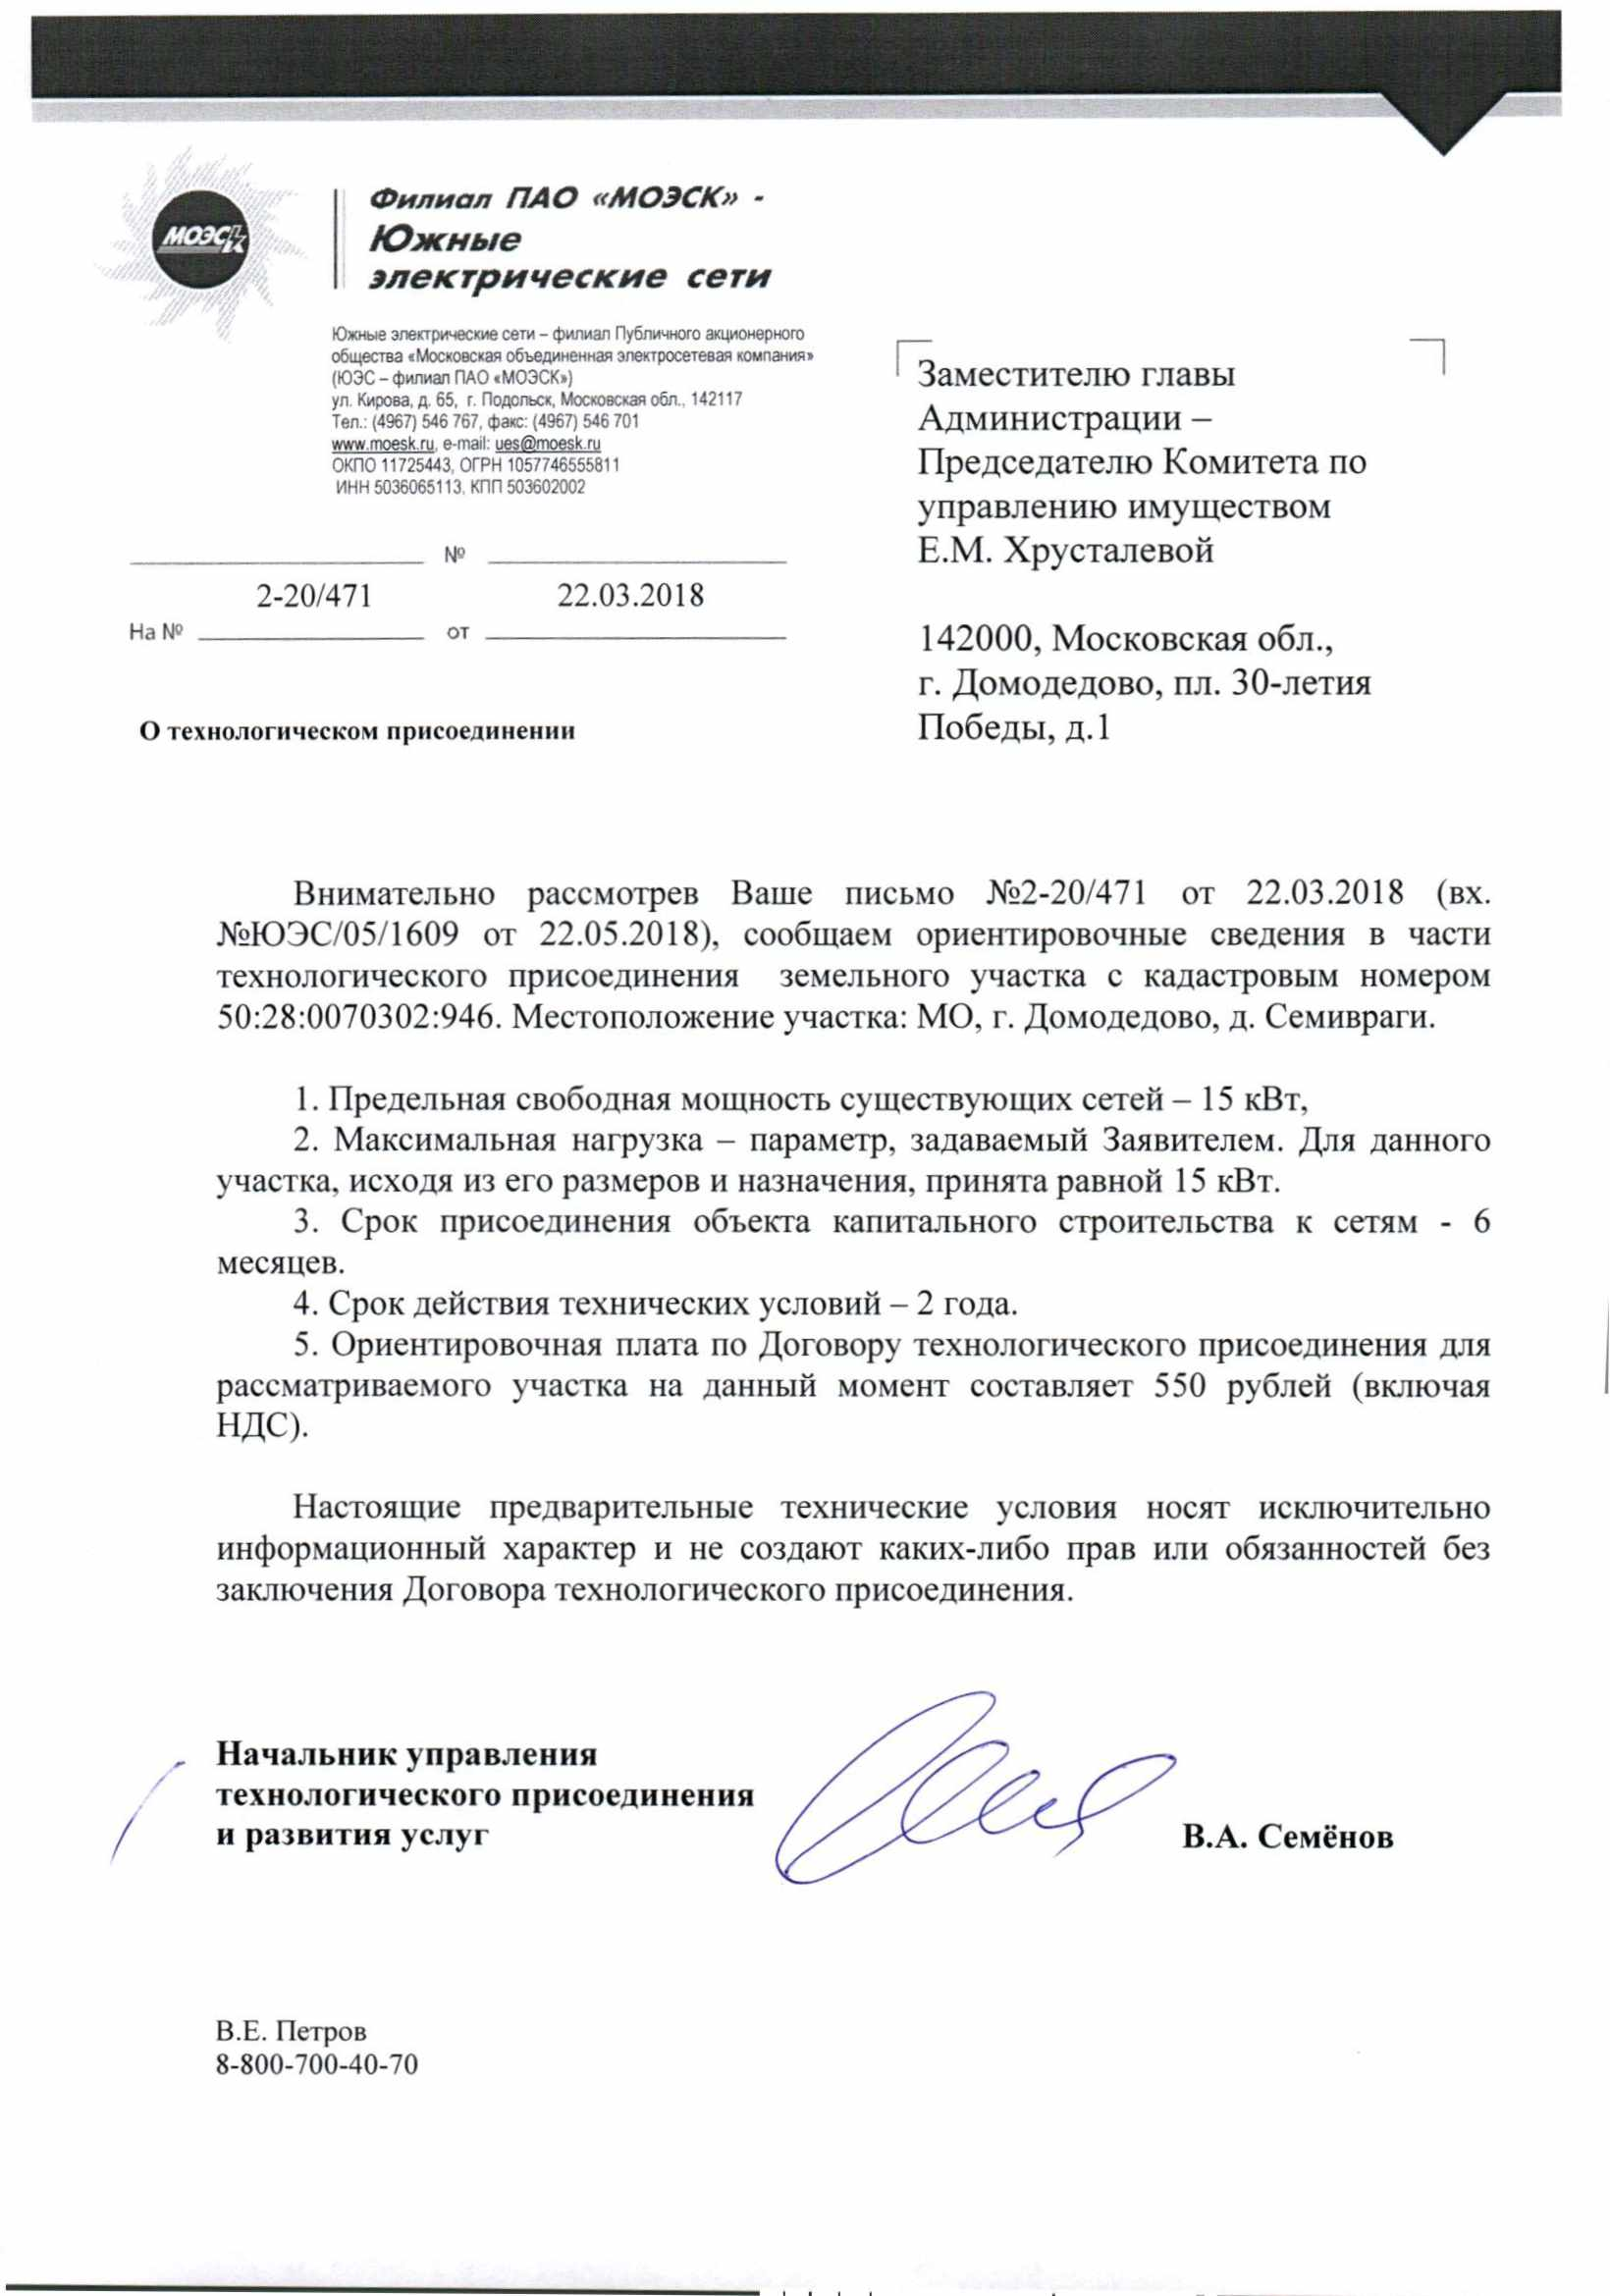 МОЭСК
Филиал ПАО «МОЭСК» -
Южные
электрические сети
Южные электрические сети – филиал Публичного акционерного
общества «Московская объединенная электросетевая компания»
(ЮЭС – филиал ПАО «МОЭСК»)
ул. Кирова, д. 65, г. Подольск, Московская обл., 142117
Тел.: (4967) 546 767, факс: (4967) 546 701
www.moesk.ru, e-mail: ues@moesk.ru
ОКПО 11725443, ОГРН 1057746555811
ИНН 5036065113, КПП 503602002
№
2-20/471 22.03.2018
На № от
О технологическом присоединении
Заместителю главы
Администрации –
Председателю Комитета по
управлению имуществом
Е.М. Хрусталевой
142000, Московская обл.,
г. Домодедово, пл. 30-летия
Победы, д.1
Внимательно рассмотрев Ваше письмо №2-20/471 от 22.03.2018 (вх.
№ЮЭС/05/1609 от 22.05.2018), сообщаем ориентировочные сведения в части
технологического присоединения земельного участка с кадастровым номером
50:28:0070302:946. Местоположение участка: МО, г. Домодедово, д. Семивраги.
1. Предельная свободная мощность существующих сетей – 15 кВт,
2. Максимальная нагрузка – параметр, задаваемый Заявителем. Для данного
участка, исходя из его размеров и назначения, принята равной 15 кВт.
3. Срок присоединения объекта капитального строительства к сетям - 6
месяцев.
4. Срок действия технических условий – 2 года.
5. Ориентировочная плата по Договору технологического присоединения для
рассматриваемого участка на данный момент составляет 550 рублей (включая
НДС).
Настоящие предварительные технические условия носят исключительно
информационный характер и не создают каких-либо прав или обязанностей без
заключения Договора технологического присоединения.
Начальник управления
технологического присоединения
и развития услуг
В.А. Семёнов
В.Е. Петров
8-800-700-40-70